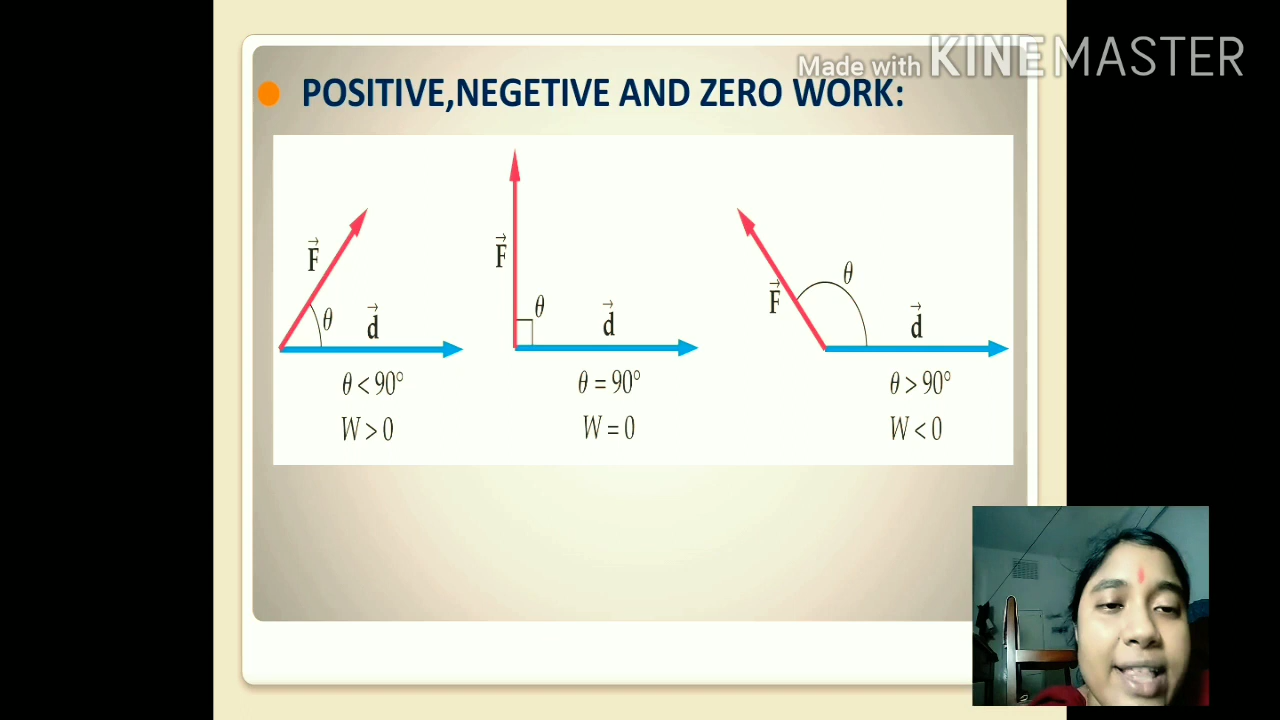 Made with KINEMASTER
POSITIVE,NEGETIVE AND ZERO WORK:
F⃗ θ d⃗
θ < 90°
W > 0
F⃗ θ d⃗
θ = 90°
W = 0
F⃗ θ d⃗
θ > 90°
W < 0